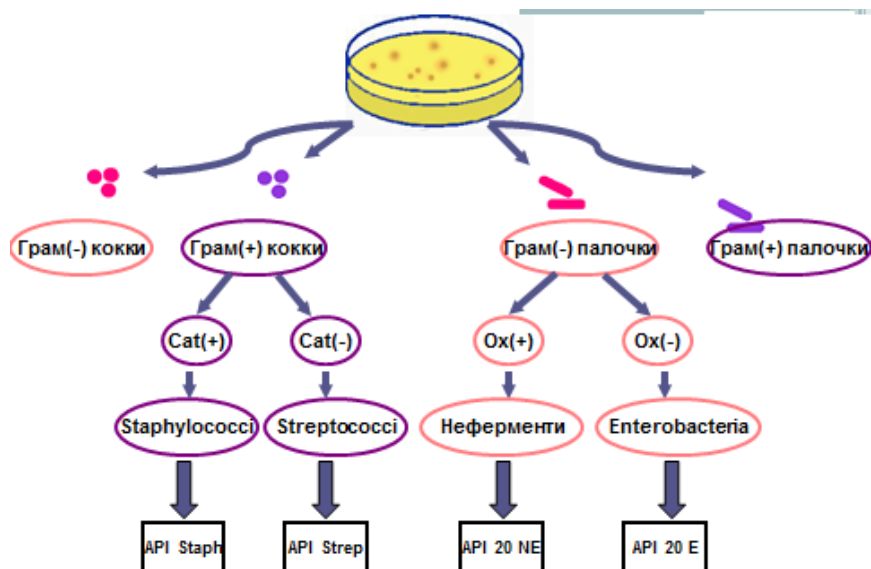 Грам(-) кокки
Грам(+) кокки
Грам(-) палочки
Грам(+) палочки
Cat(+)
Cat(-)
Ox(+)
Ox(-)
Staphylococci
Streptococci
Неферменти
Enterobacteria
API Staph
API Strep
API 20 NE
API 20 E